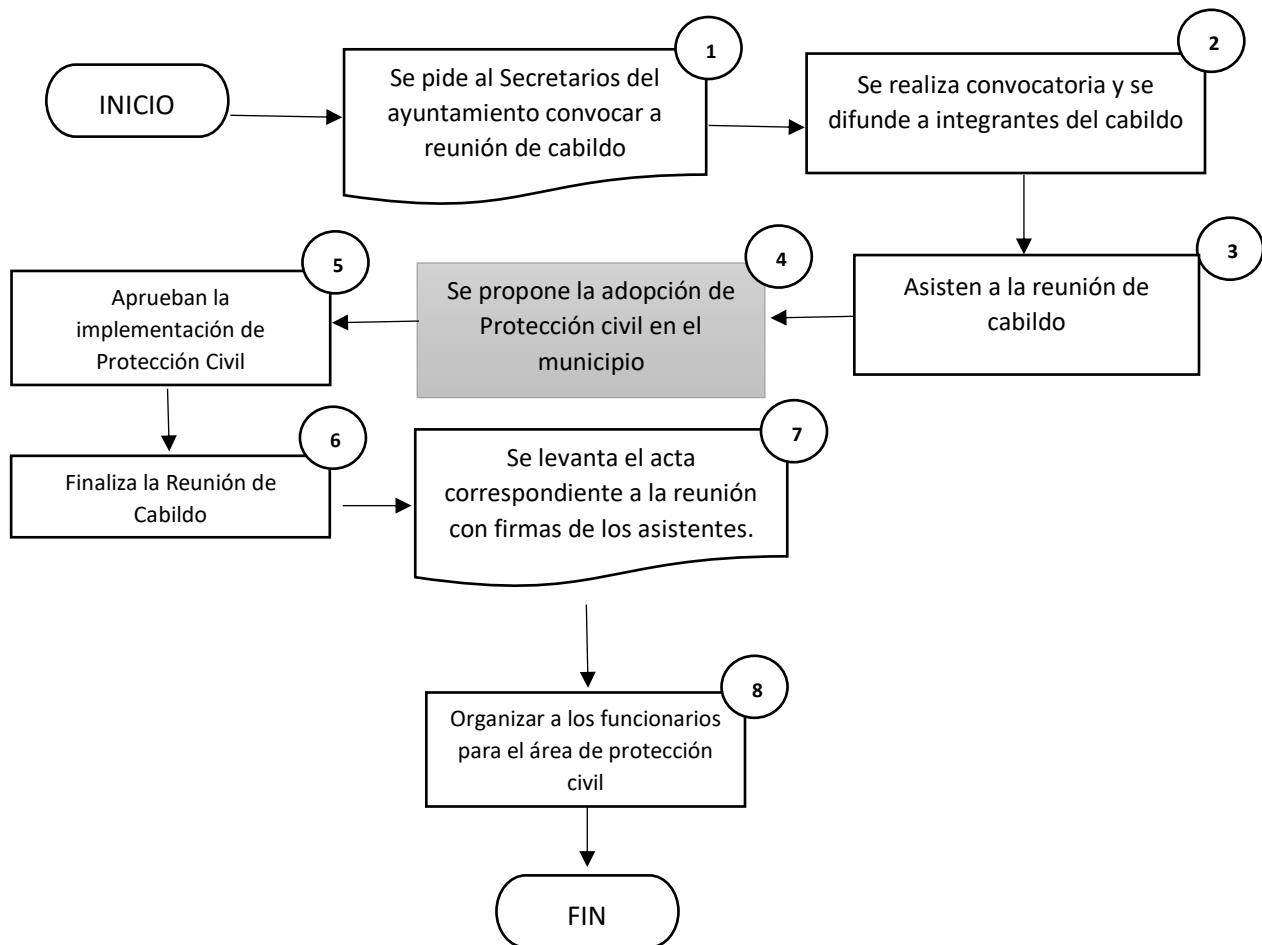 INICIO
1
Se pide al Secretarios del
ayuntamiento convocar a
reunión de cabildo
2
Se realiza convocatoria y se
difunde a integrantes del cabildo
3
Asisten a la reunión de
cabildo
4
Se propone la adopción de
Protección civil en el
municipio
5
Aprueban la
implementación de
Protección Civil
6
Finaliza la Reunión de
Cabildo
7
Se levanta el acta
correspondiente a la reunión
con firmas de los asistentes.
8
Organizar a los funcionarios
para el área de protección
civil
FIN